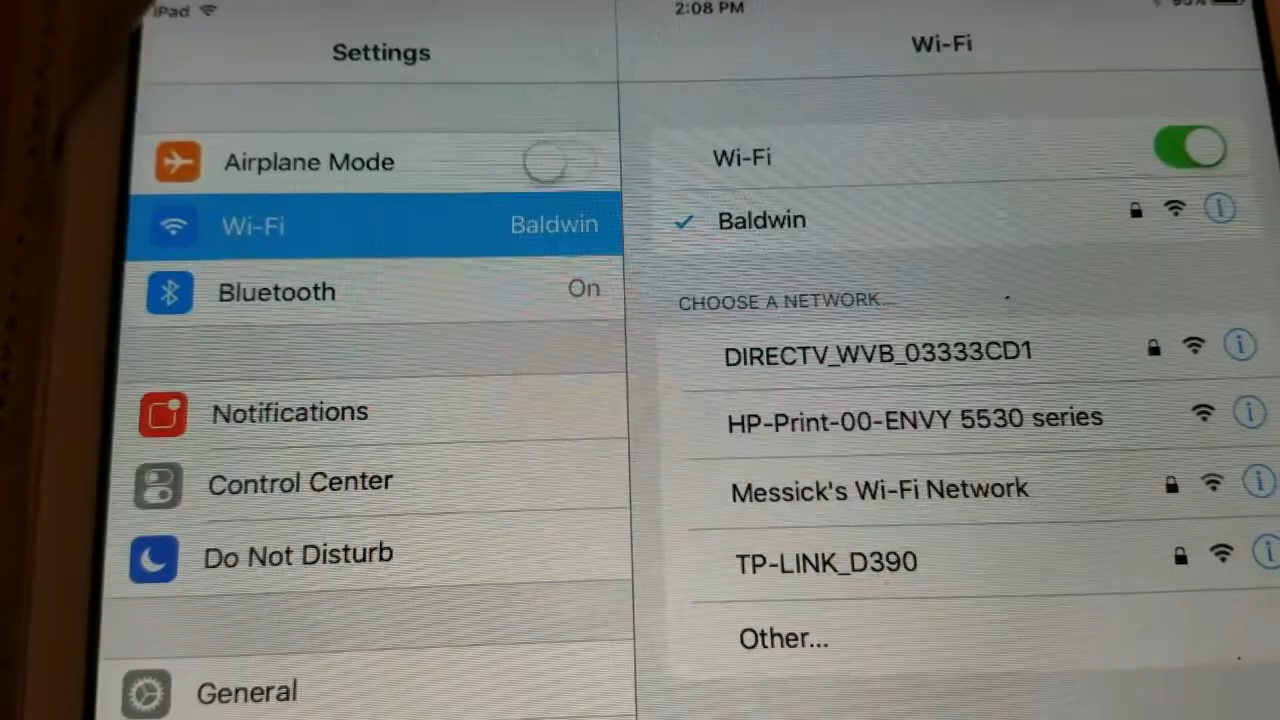 iPad
2:08 PM
Settings
Airplane Mode
Wi-Fi Baldwin
Bluetooth On
Notifications
Control Center
Do Not Disturb
General
Wi-Fi
Wi-Fi
Baldwin
CHOOSE A NETWORK...
DIRECTV_WVB_03333CD1
HP-Print-00-ENVY 5530 series
Messick's Wi-Fi Network
TP-LINK_D390
Other...